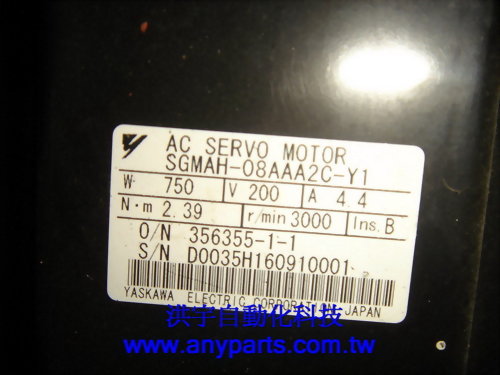 AC SERVO MOTOR
SGMAH-08AAA2C-Y1
W 750 V 200 A 4.4
N·m 2.39 r/min 3000 Ins. B
O/N 356355-1-1
S/N D0035H160910001
YASKAWA ELECTRIC CORPORATION JAPAN
洪宇自動化科技
www.anyparts.com.tw